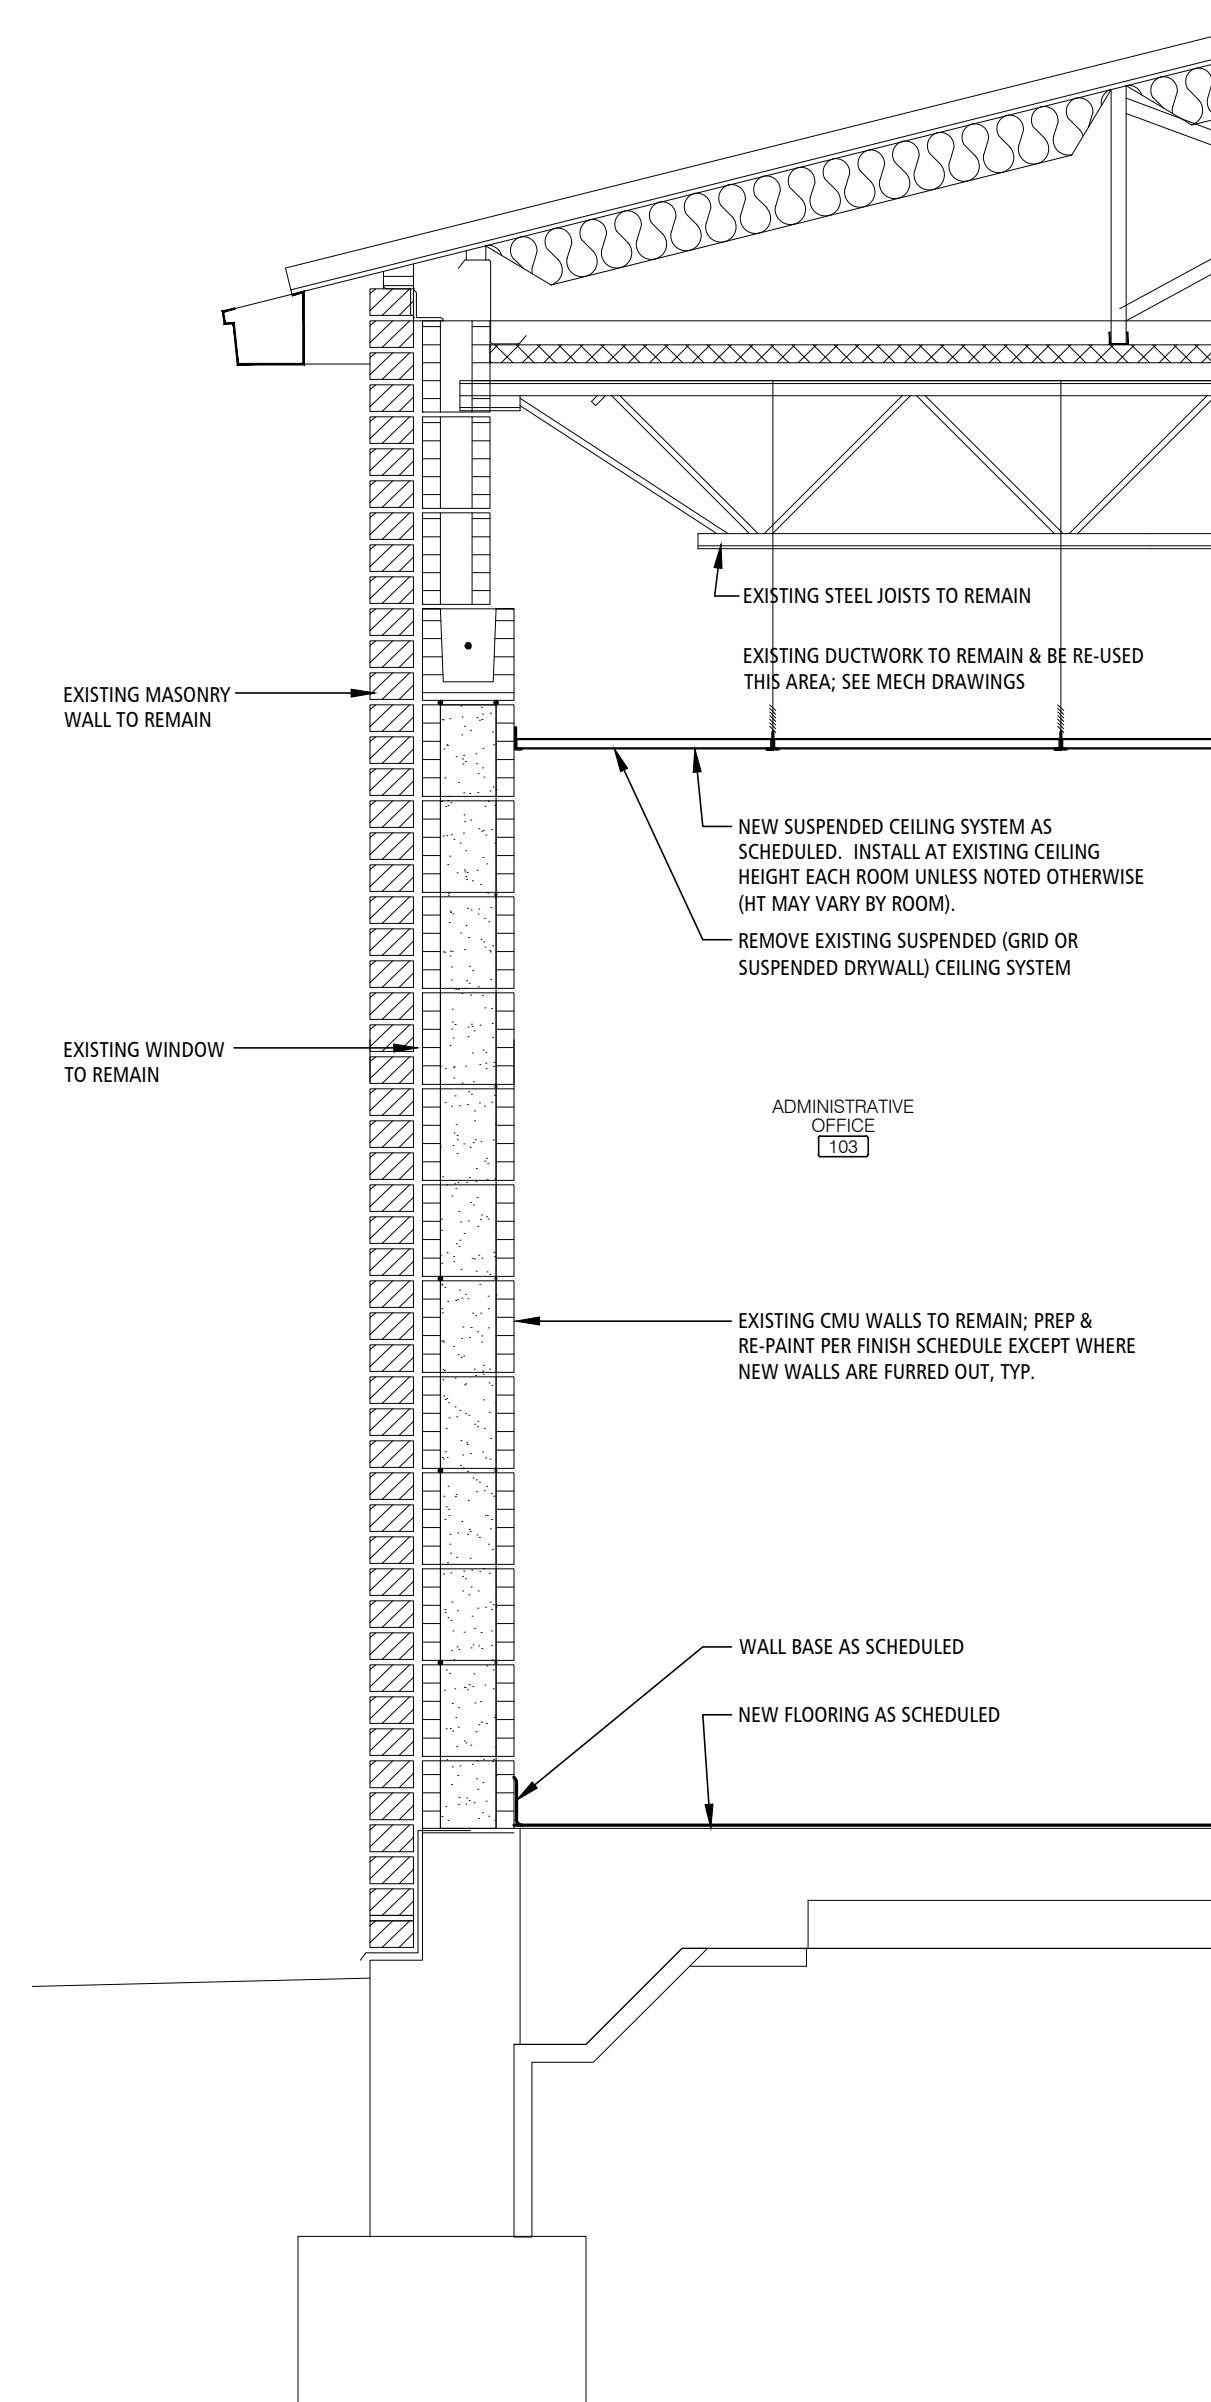 EXISTING STEEL JOISTS TO REMAIN
EXISTING DUCTWORK TO REMAIN & BE RE-USED
THIS AREA; SEE MECH DRAWINGS
EXISTING MASONRY
WALL TO REMAIN
NEW SUSPENDED CEILING SYSTEM AS
SCHEDULED. INSTALL AT EXISTING CEILING
HEIGHT EACH ROOM UNLESS NOTED OTHERWISE
(HT MAY VARY BY ROOM).
REMOVE EXISTING SUSPENDED (GRID OR
SUSPENDED DRYWALL) CEILING SYSTEM
EXISTING WINDOW
TO REMAIN
ADMINISTRATIVE
OFFICE
103
EXISTING CMU WALLS TO REMAIN; PREP &
RE-PAINT PER FINISH SCHEDULE EXCEPT WHERE
NEW WALLS ARE FURRED OUT, TYP.
WALL BASE AS SCHEDULED
NEW FLOORING AS SCHEDULED